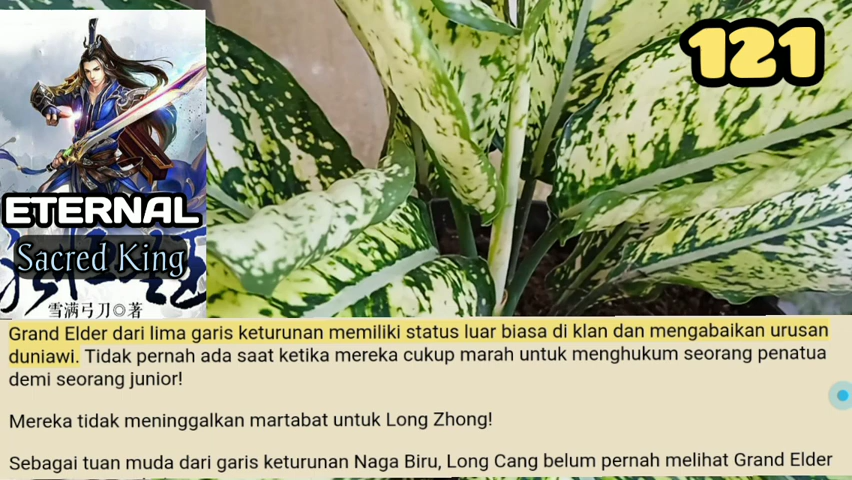 121
ETERNAL
Sacred King
雪满弓刀◎著
Grand Elder dari lima garis keturunan memiliki status luar biasa di klan dan mengabaikan urusan
duniawi. Tidak pernah ada saat ketika mereka cukup marah untuk menghukum seorang penatua
demi seorang junior!
Mereka tidak meninggalkan martabat untuk Long Zhong!
Sebagai tuan muda dari garis keturunan Naga Biru, Long Cang belum pernah melihat Grand Elder